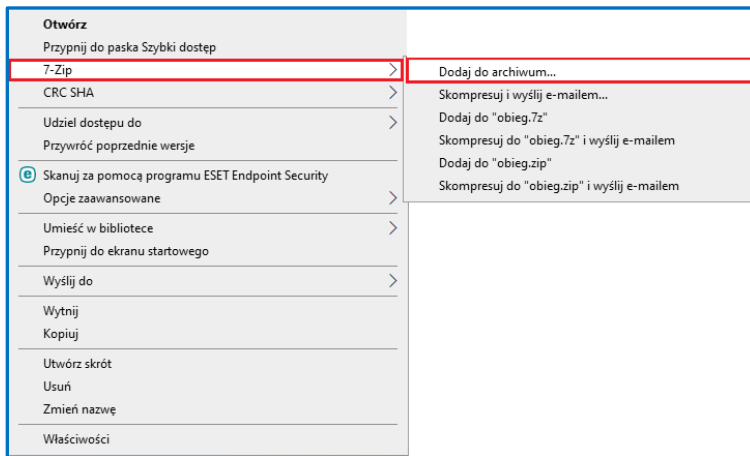 Otwórz
Przypnij do paska Szybki dostęp
7-Zip
CRC SHA
Udziel dostępu do
Przywróć poprzednie wersje
e Skanuj za pomocą programu ESET Endpoint Security
Opcje zaawansowane
Umieść w bibliotece
Przypnij do ekranu startowego
Wyślij do
Wytnij
Kopiuj
Utwórz skrót
Usuń
Zmień nazwę
Właściwości
Dodaj do archiwum...
Skompresuj i wyślij e-mailem...
Dodaj do "obieg.7z"
Skompresuj do "obieg.7z" i wyślij e-mailem
Dodaj do "obieg.zip"
Skompresuj do "obieg.zip" i wyślij e-mailem